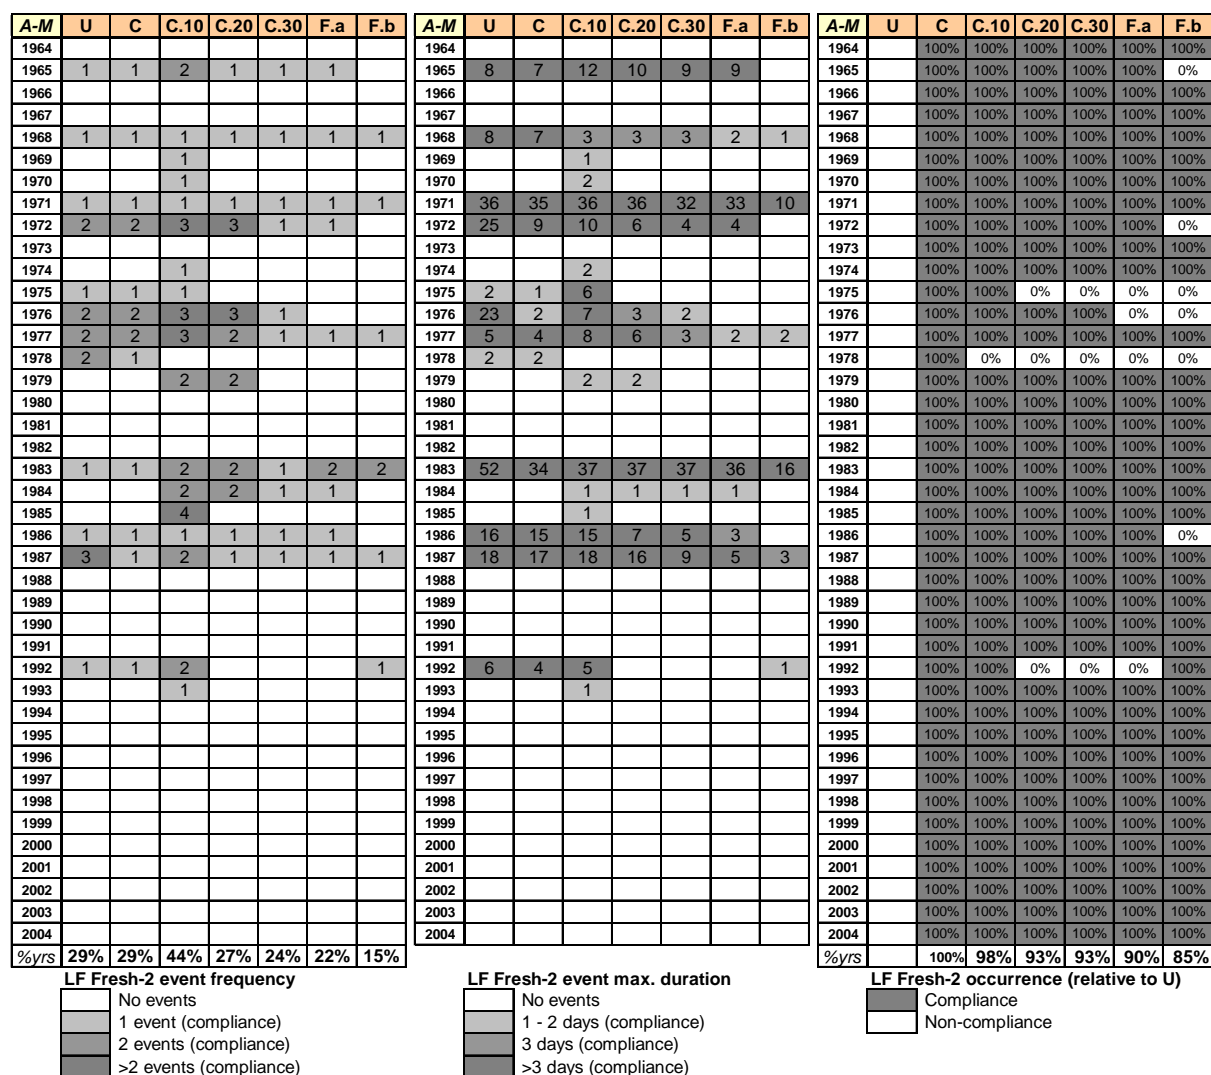 A-M U C C.10 C.20 C.30 F.a F.b A-M U C C.10 C.20 C.30 F.a F.b A-M U C C.10 C.20 C.30 F.a F.b
1964 1964 1964 100% 100% 100% 100% 100% 100%
1965 1 1 2 1 1 1 1965 8 7 12 10 9 9 1965 100% 100% 100% 100% 100% 0%
1966 1966 1966 100% 100% 100% 100% 100% 100%
1967 1967 1967 100% 100% 100% 100% 100% 100%
1968 1 1 1 1 1 1 1 1968 8 7 3 3 3 2 1 1968 100% 100% 100% 100% 100% 100%
1969 1 1969 1 1969 100% 100% 100% 100% 100% 100%
1970 1 1970 2 1970 100% 100% 100% 100% 100% 100%
1971 1 1 1 1 1 1 1 1971 36 35 36 36 32 33 10 1971 100% 100% 100% 100% 100% 100%
1972 2 2 3 3 1 1 1972 25 9 10 6 4 4 1972 100% 100% 100% 100% 100% 0%
1973 1973 1973 100% 100% 100% 100% 100% 100%
1974 1 1974 2 1974 100% 100% 100% 100% 100% 100%
1975 1 1 1 1975 2 1 6 1975 100% 100% 0% 0% 0% 0%
1976 2 2 3 3 1 1976 23 2 7 3 2 1976 100% 100% 100% 100% 0% 0%
1977 2 2 3 2 1 1 1 1977 5 4 8 6 3 2 2 1977 100% 100% 100% 100% 100% 100%
1978 2 1 1978 2 2 1978 100% 0% 0% 0% 0% 0%
1979 2 2 1979 2 2 1979 100% 100% 100% 100% 100% 100%
1980 1980 1980 100% 100% 100% 100% 100% 100%
1981 1981 1981 100% 100% 100% 100% 100% 100%
1982 1982 1982 100% 100% 100% 100% 100% 100%
1983 1 1 2 2 1 2 2 1983 52 34 37 37 37 36 16 1983 100% 100% 100% 100% 100% 100%
1984 2 2 1 1 1984 1 1 1 1 1984 100% 100% 100% 100% 100% 100%
1985 4 1985 1 1985 100% 100% 100% 100% 100% 100%
1986 1 1 1 1 1 1 1986 16 15 15 7 5 3 1986 100% 100% 100% 100% 100% 0%
1987 3 1 2 1 1 1 1 1987 18 17 18 16 9 5 3 1987 100% 100% 100% 100% 100% 100%
1988 1988 1988 100% 100% 100% 100% 100% 100%
1989 1989 1989 100% 100% 100% 100% 100% 100%
1990 1990 1990 100% 100% 100% 100% 100% 100%
1991 1991 1991 100% 100% 100% 100% 100% 100%
1992 1 1 2 1 1992 6 4 5 1 1992 100% 100% 0% 0% 0% 100%
1993 1 1993 1 1993 100% 100% 100% 100% 100% 100%
1994 1994 1994 100% 100% 100% 100% 100% 100%
1995 1995 1995 100% 100% 100% 100% 100% 100%
1996 1996 1996 100% 100% 100% 100% 100% 100%
1997 1997 1997 100% 100% 100% 100% 100% 100%
1998 1998 1998 100% 100% 100% 100% 100% 100%
1999 1999 1999 100% 100% 100% 100% 100% 100%
2000 2000 2000 100% 100% 100% 100% 100% 100%
2001 2001 2001 100% 100% 100% 100% 100% 100%
2002 2002 2002 100% 100% 100% 100% 100% 100%
2003 2003 2003 100% 100% 100% 100% 100% 100%
2004 2004 2004 100% 100% 100% 100% 100% 100%
%yrs 29% 29% 44% 27% 24% 22% 15% %yrs 100% 98% 93% 93% 90% 85%
LF Fresh-2 event frequency LF Fresh-2 event max. duration LF Fresh-2 occurrence (relative to U)
No events No events Compliance
1 event (compliance) 1 - 2 days (compliance) Non-compliance
2 events (compliance) 3 days (compliance)
>2 events (compliance) >3 days (compliance)